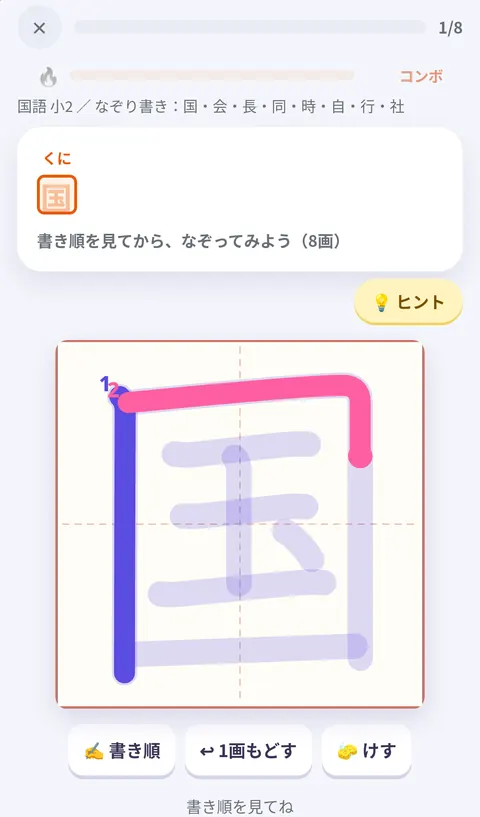 ✕ 1/8
コンボ
国語 小2 ／ なぞり書き：国・会・長・同・時・自・行・社
くに
国
書き順を見てから、なぞってみよう（8画）
💡 ヒント
1 2
国
✍️ 書き順 ↩ 1画もどす 🧽 けす
書き順を見てね